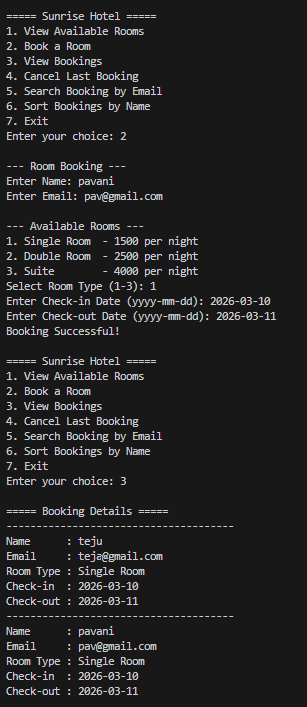 ===== Sunrise Hotel =====
1. View Available Rooms
2. Book a Room
3. View Bookings
4. Cancel Last Booking
5. Search Booking by Email
6. Sort Bookings by Name
7. Exit
Enter your choice: 2

--- Room Booking ---
Enter Name: pavani
Enter Email: pav@gmail.com

--- Available Rooms ---
1. Single Room  - 1500 per night
2. Double Room  - 2500 per night
3. Suite        - 4000 per night
Select Room Type (1-3): 1
Enter Check-in Date (yyyy-mm-dd): 2026-03-10
Enter Check-out Date (yyyy-mm-dd): 2026-03-11
Booking Successful!

===== Sunrise Hotel =====
1. View Available Rooms
2. Book a Room
3. View Bookings
4. Cancel Last Booking
5. Search Booking by Email
6. Sort Bookings by Name
7. Exit
Enter your choice: 3

===== Booking Details =====
--------------------------------------
Name      : teju
Email     : teja@gmail.com
Room Type : Single Room
Check-in  : 2026-03-10
Check-out : 2026-03-11
--------------------------------------
Name      : pavani
Email     : pav@gmail.com
Room Type : Single Room
Check-in  : 2026-03-10
Check-out : 2026-03-11